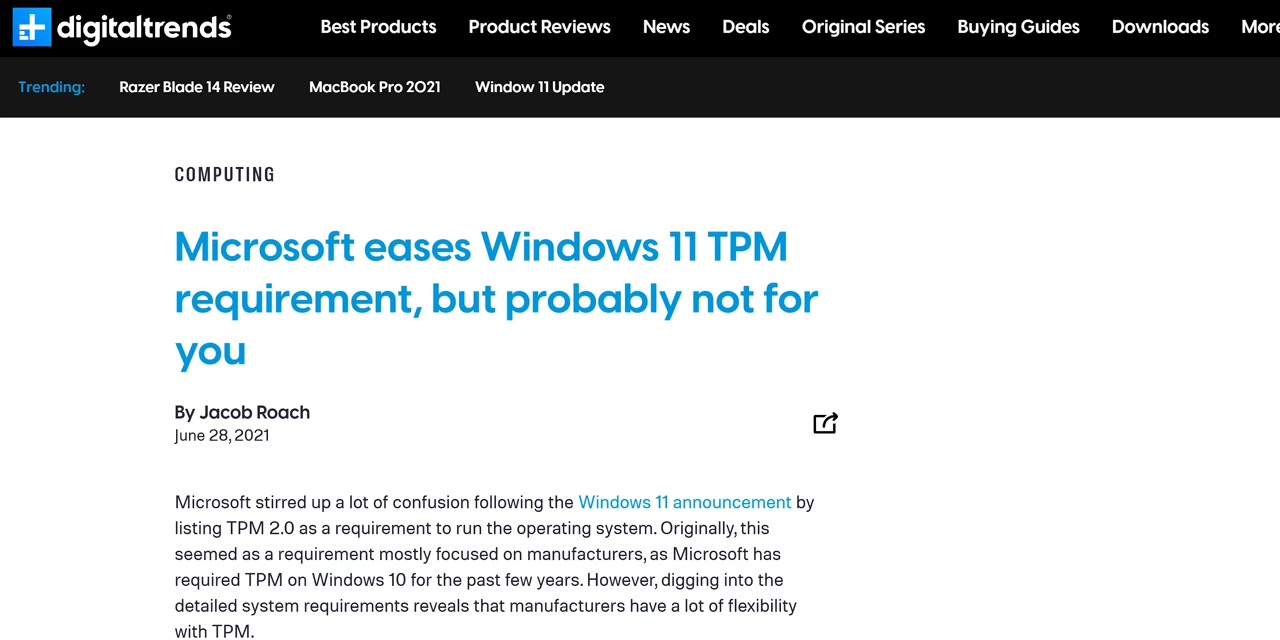 digitaltrends
Best Products Product Reviews News Deals Original Series Buying Guides Downloads More
Trending: Razer Blade 14 Review MacBook Pro 2021 Window 11 Update
COMPUTING
Microsoft eases Windows 11 TPM
requirement, but probably not for
you
By Jacob Roach
June 28, 2021
Microsoft stirred up a lot of confusion following the Windows 11 announcement by
listing TPM 2.0 as a requirement to run the operating system. Originally, this
seemed as a requirement mostly focused on manufacturers, as Microsoft has
required TPM on Windows 10 for the past few years. However, digging into the
detailed system requirements reveals that manufacturers have a lot of flexibility
with TPM.